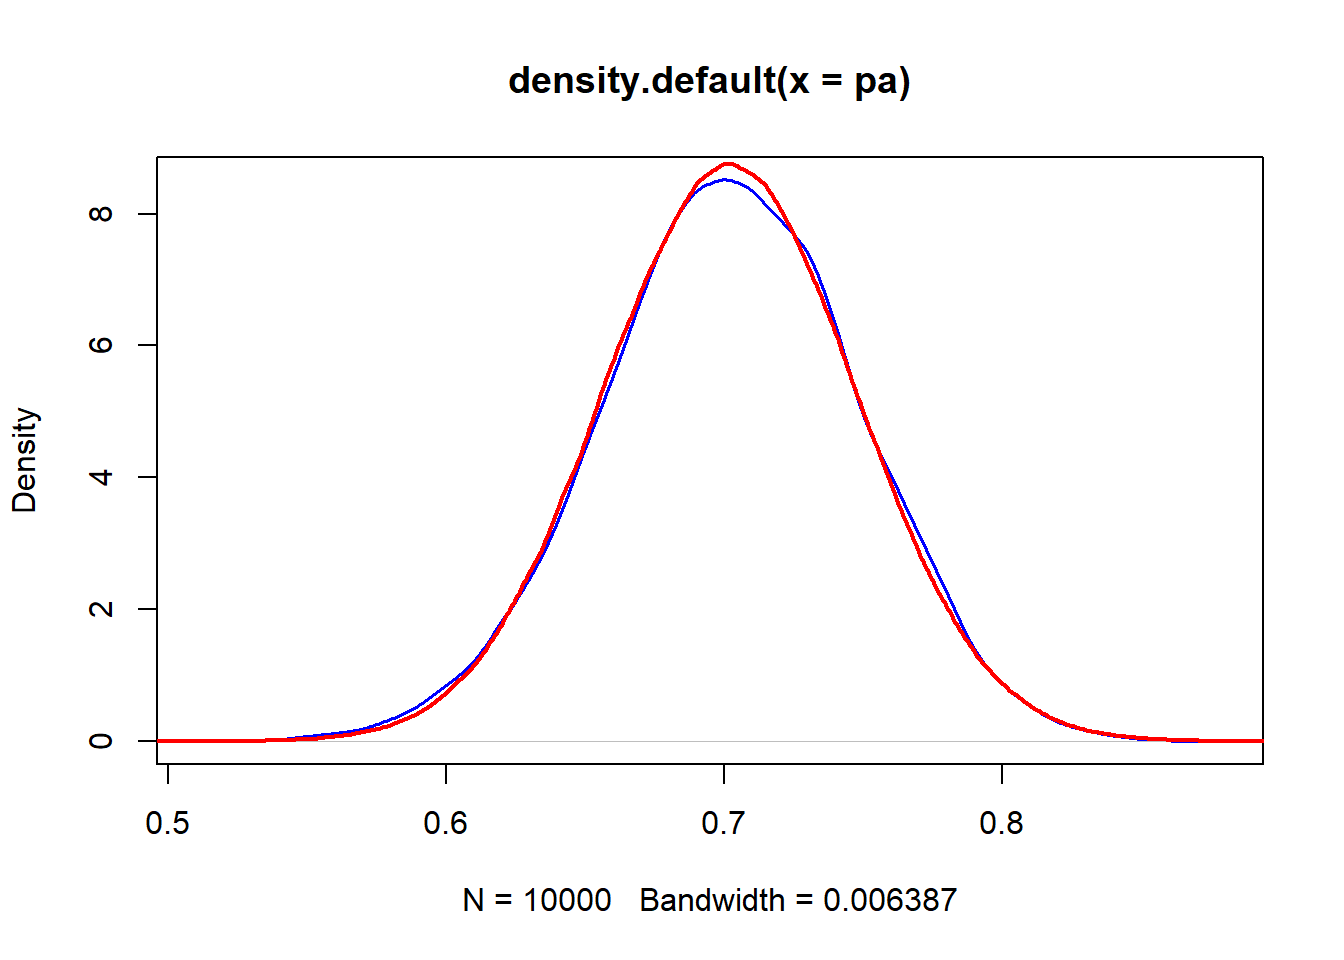 density.default(x = pa)
Density
8
6
4
2
0
0.5 0.6 0.7 0.8
N = 10000 Bandwidth = 0.006387